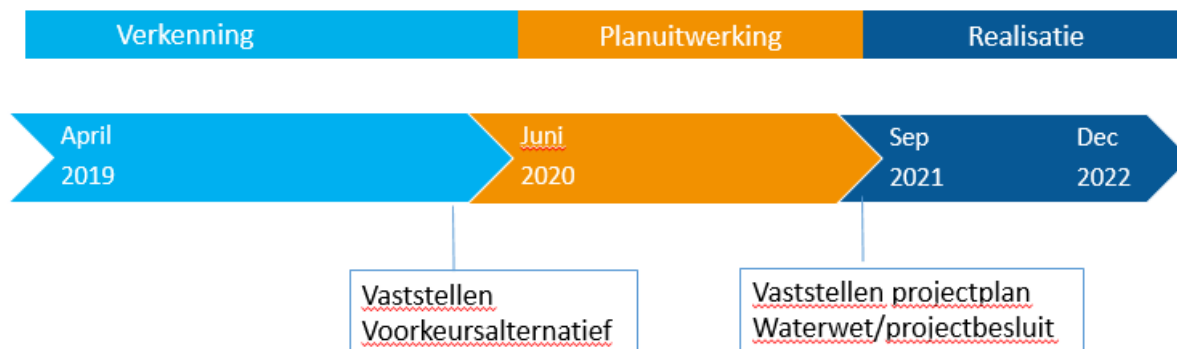 Verkenning
Planuitwerking
Realisatie
April
2019
Juni
2020
Sep
2021
Dec
2022
Vaststellen
Voorkeursalternatief
Vaststellen projectplan
Waterwet/projectbesluit